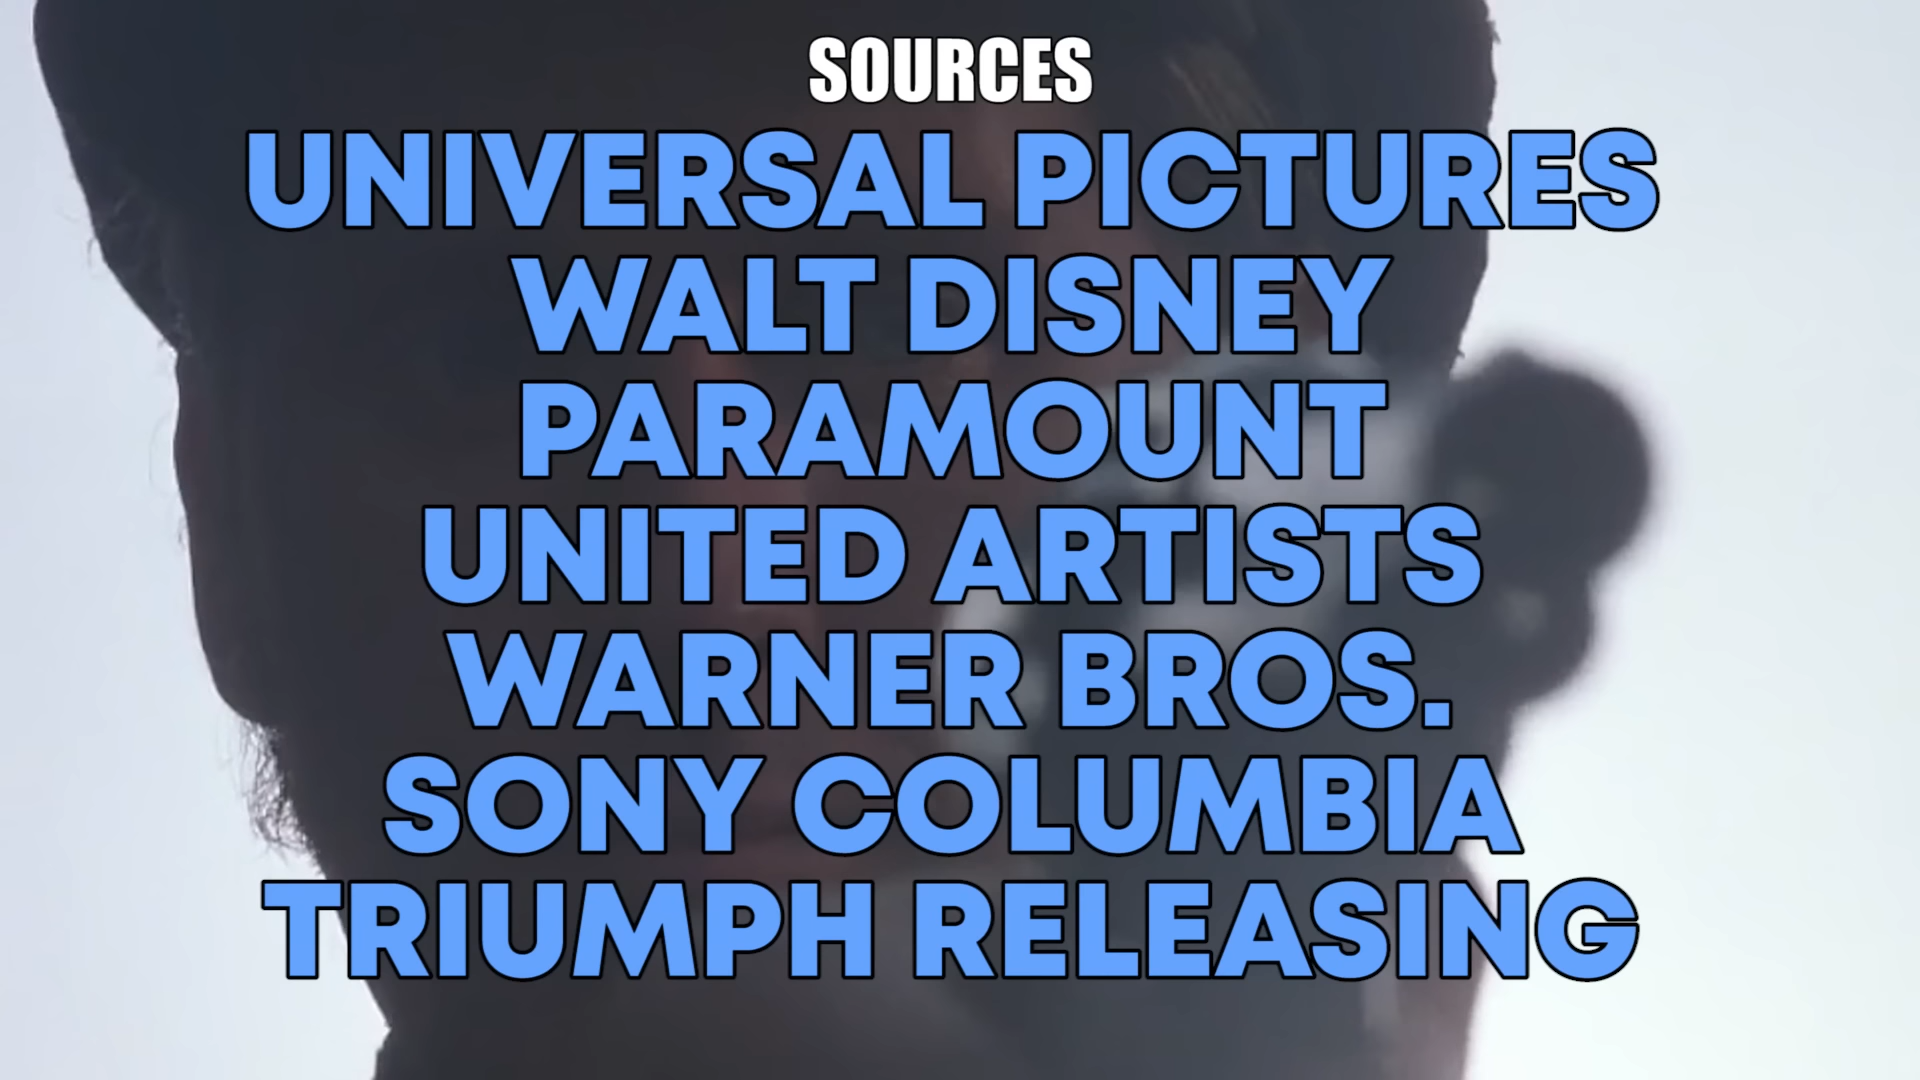 SOURCES
UNIVERSAL PICTURES
WALT DISNEY
PARAMOUNT
UNITED ARTISTS
WARNER BROS.
SONY COLUMBIA
TRIUMPH RELEASING